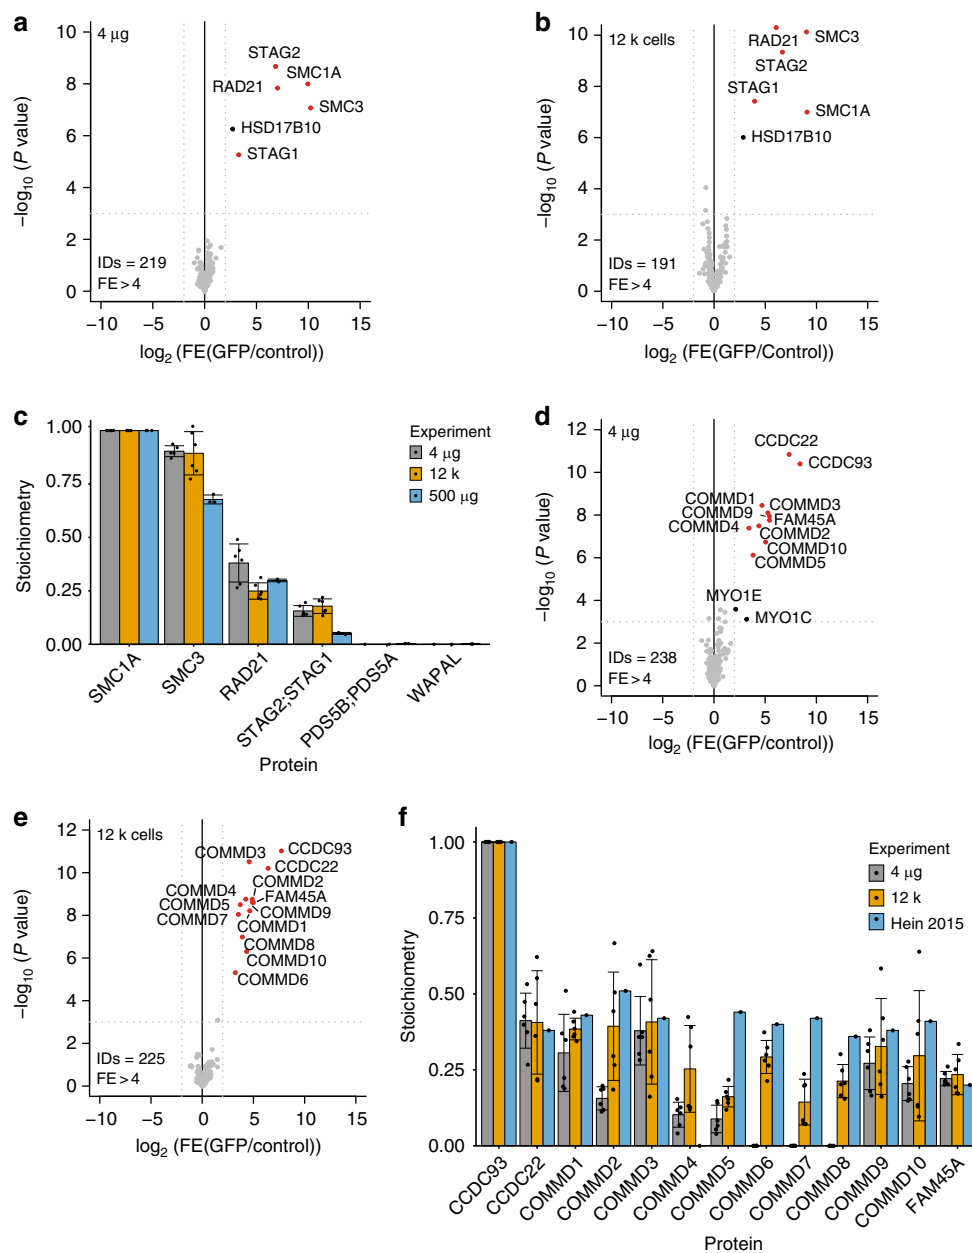 a
4 μg
10
8
6
4
2
0
−log10 (P value)
STAG2
SMC1A
RAD21
SMC3
HSD17B10
STAG1
IDs = 219
FE>4
−10
−5
0
5
10
15
log2 (FE(GFP/control))
b
12 k cells
10
8
6
4
2
0
−log10 (P value)
RAD21
SMC3
STAG2
STAG1
SMC1A
HSD17B10
IDs = 191
FE>4
−10
−5
0
5
10
15
log2 (FE(GFP/Control))
c
1.00
0.75
0.50
0.25
0.00
Stoichiometry
Experiment
4 μg
12 k
500 μg
SMC1A
SMC3
RAD21
STAG2;STAG1
PDS5B;PDS5A
WAPAL
Protein
d
4 μg
12
10
8
6
4
2
0
−log10 (P value)
CCDC22
CCDC93
COMMD1
COMMD3
COMMD9
FAM45A
COMMD4
COMMD2
COMMD10
COMMD5
MYO1E
MYO1C
IDs = 238
FE>4
−10
−5
0
5
10
15
log2 (FE(GFP/control))
e
12 k cells
12
10
8
6
4
2
0
−log10 (P value)
COMMD3
CCDC93
CCDC22
COMMD2
COMMD4
FAM45A
COMMD5
COMMD9
COMMD7
COMMD1
COMMD8
COMMD10
COMMD6
IDs = 225
FE>4
−10
−5
0
5
10
15
log2 (FE(GFP/control))
f
1.00
0.75
0.50
0.25
0.00
Stoichiometry
Experiment
4 μg
12 k
Hein 2015
CCDC93
CCDC22
COMMD1
COMMD2
COMMD3
COMMD4
COMMD5
COMMD6
COMMD7
COMMD8
COMMD9
COMMD10
FAM45A
Protein